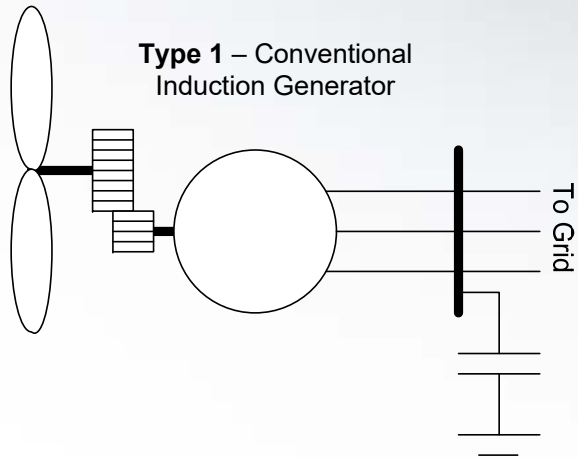 Type 1 – Conventional
Induction Generator
To Grid